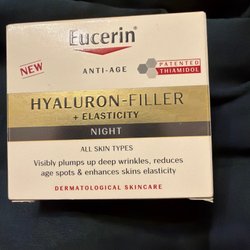 Eucerin
NEW
ANTI-AGE
PATENTED
THIAMIDOL
HYALURON-FILLER
+ ELASTICITY
NIGHT
ALL SKIN TYPES
Visibly plumps up deep wrinkles, reduces
age spots & enhances skins elasticity
DERMATOLOGICAL SKINCARE